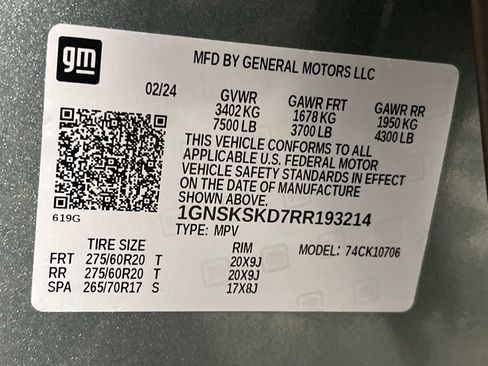 gm
MFD BY GENERAL MOTORS LLC
02/24
GVWR GAWR FRT GAWR RR
3402 KG 1678 KG 1950 KG
7500 LB 3700 LB 4300 LB
THIS VEHICLE CONFORMS TO ALL
APPLICABLE U.S. FEDERAL MOTOR
VEHICLE SAFETY STANDARDS IN EFFECT
ON THE DATE OF MANUFACTURE
SHOWN ABOVE.
619G
1GNSKSKD7RR193214
TYPE: MPV
MODEL: 74CK10706
TIRE SIZE RIM
FRT 275/60R20 T 20X9J
RR 275/60R20 T 20X9J
SPA 265/70R17 S 17X8J